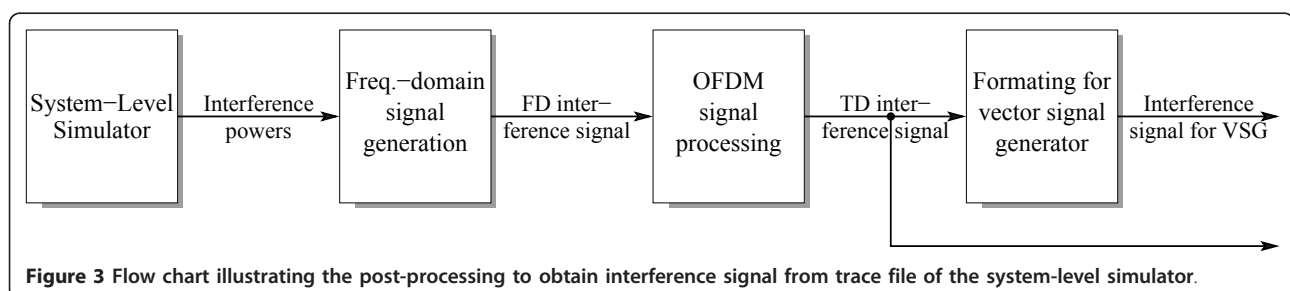 System−Level
Simulator
Interference
powers
Freq.−domain
signal
generation
FD inter−
ference signal
OFDM
signal
processing
TD inter−
ference signal
Formating for
vector signal
generator
Interference
signal for VSG
Figure 3 Flow chart illustrating the post-processing to obtain interference signal from trace file of the system-level simulator.